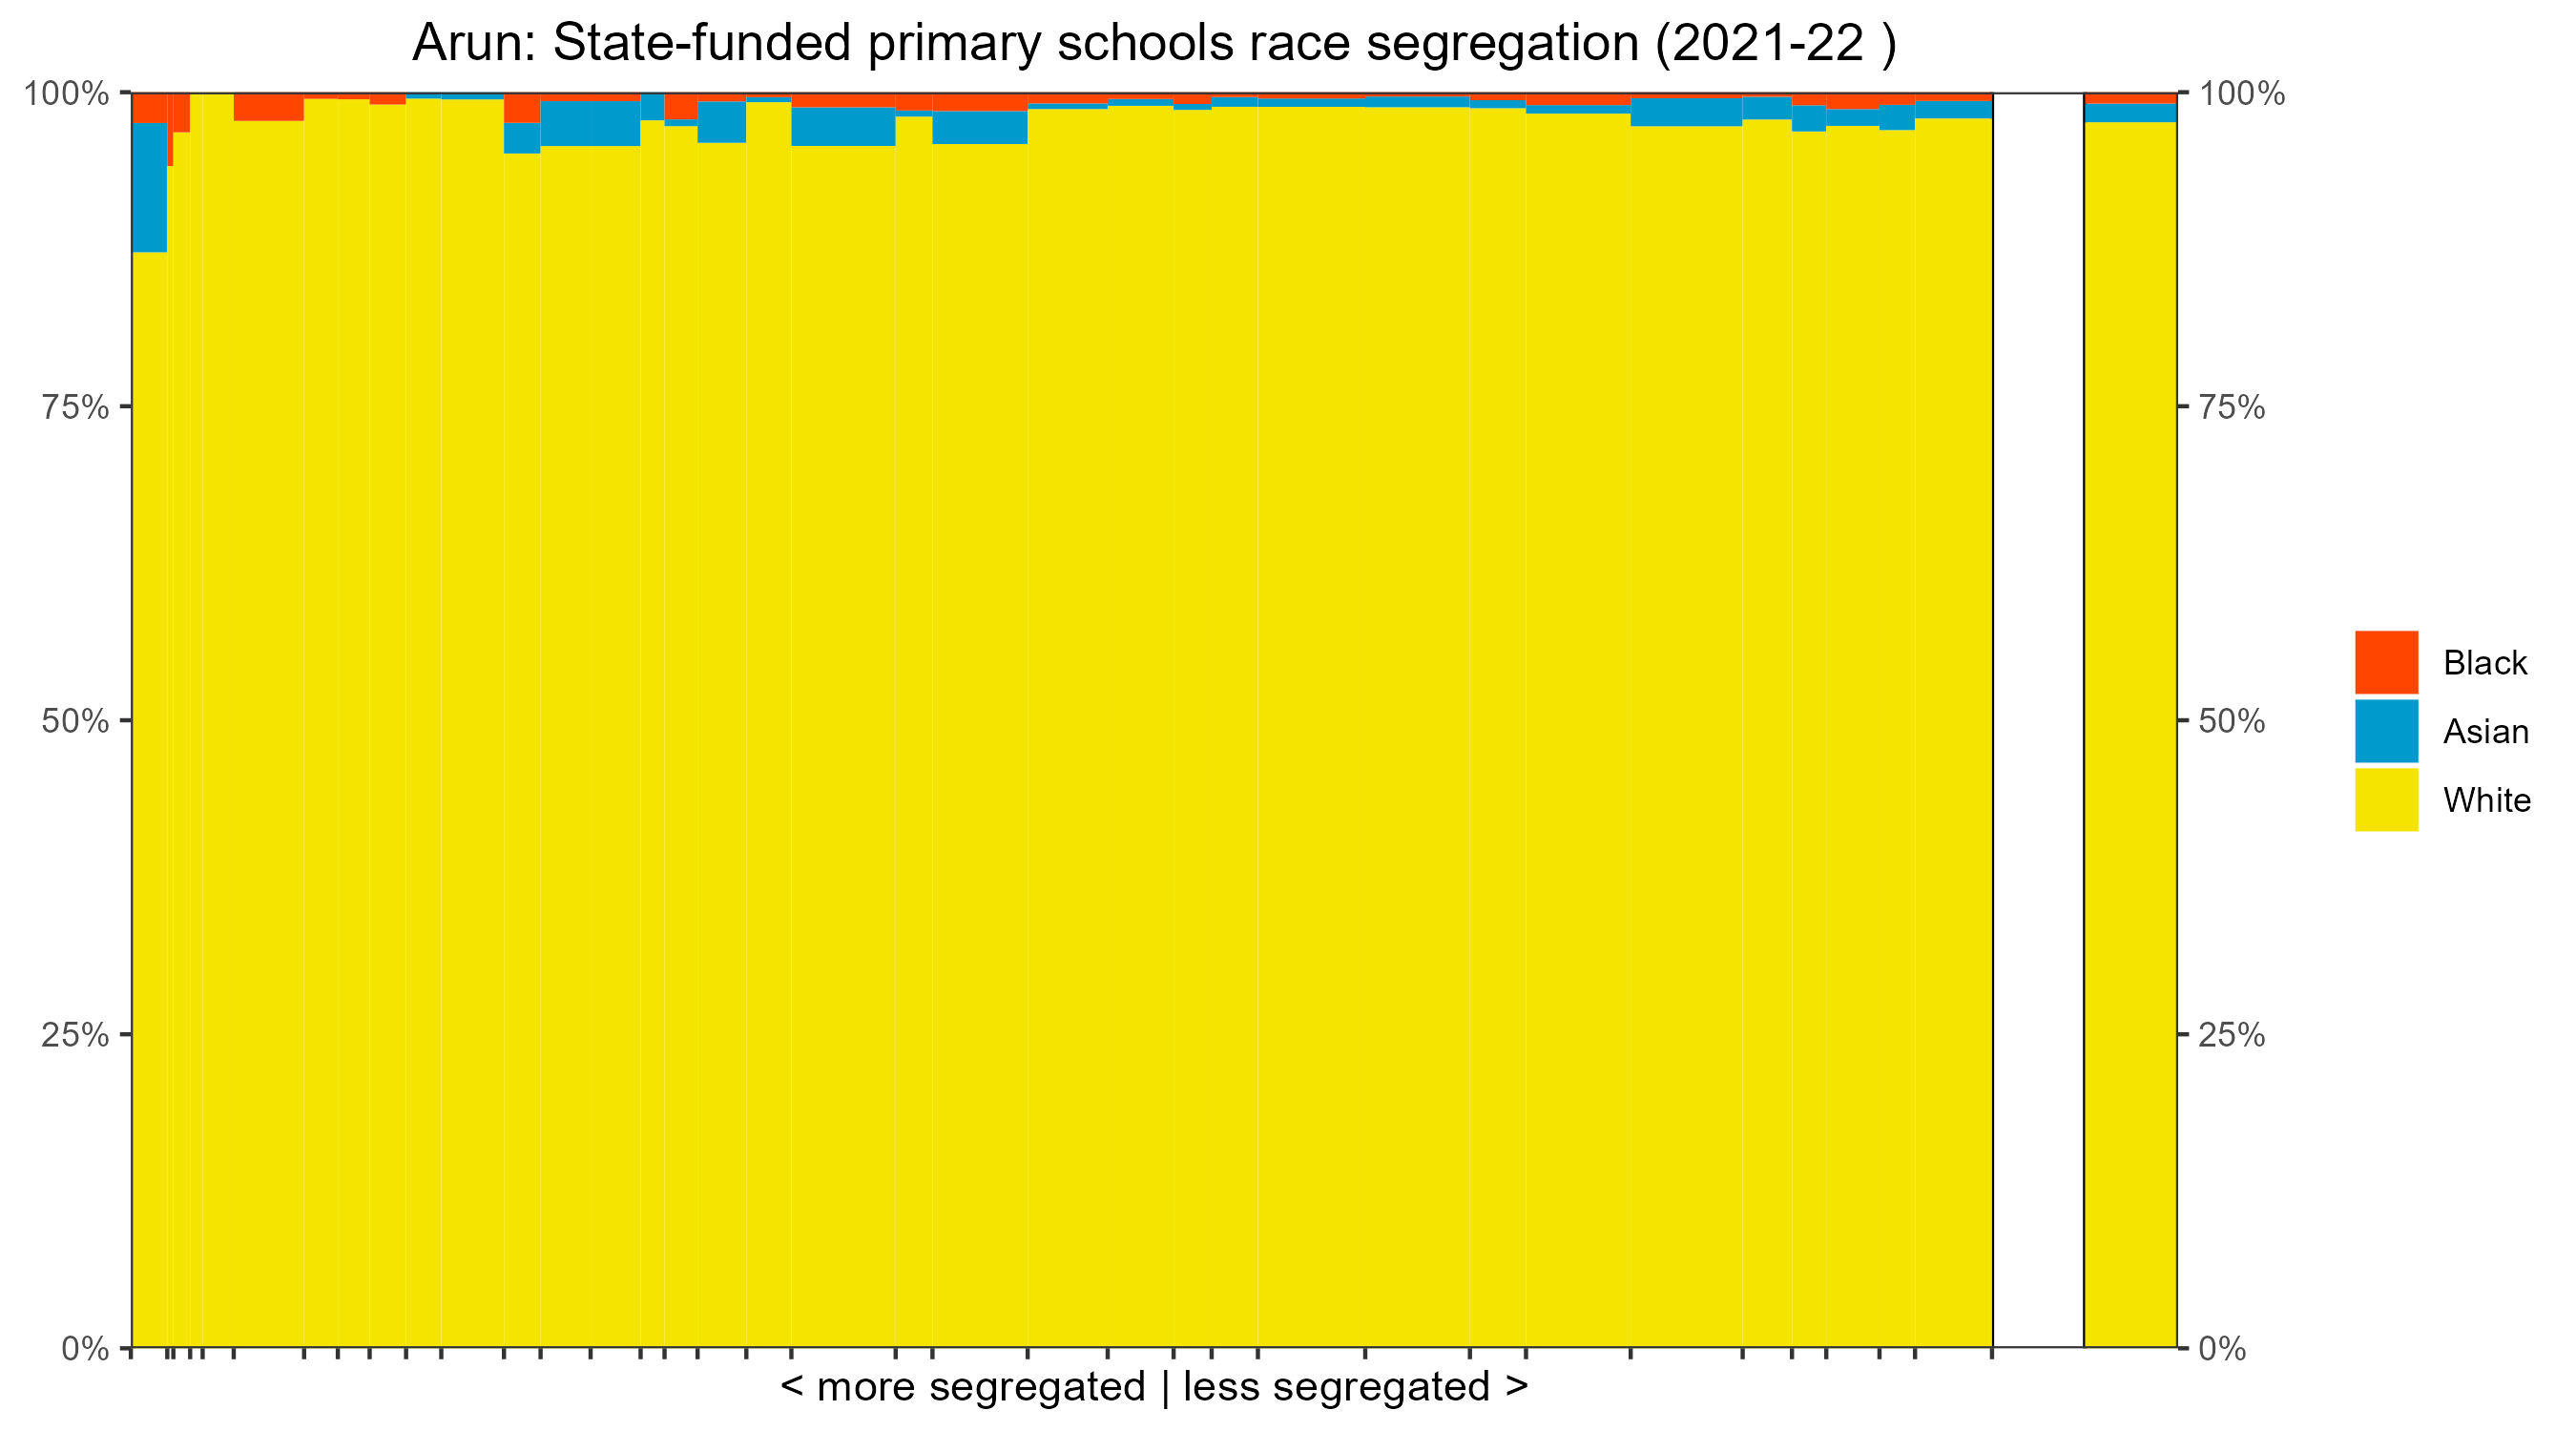 Arun: State-funded primary schools race segregation (2021-22 )
100%
75%
50%
25%
0%
100%
75%
50%
25%
0%
Black
Asian
White
< more segregated | less segregated >